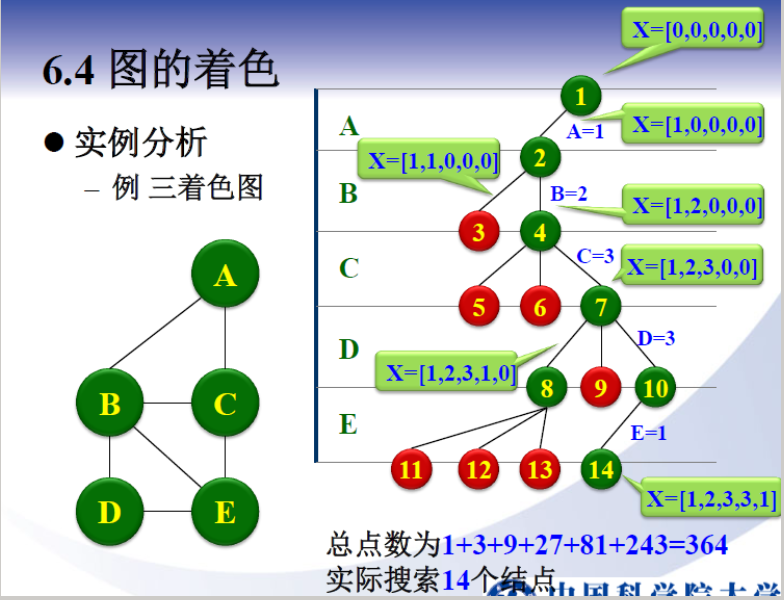 6.4 图的着色
● 实例分析
– 例 三着色图
A
B
C
D
E
X=[0,0,0,0,0]
1
A
A=1
X=[1,0,0,0,0]
X=[1,1,0,0,0]
2
B
B=2
X=[1,2,0,0,0]
3
4
C
C=3
X=[1,2,3,0,0]
5
6
7
D
D=3
X=[1,2,3,1,0]
8
9
10
E
E=1
11
12
13
14
X=[1,2,3,3,1]
总点数为1+3+9+27+81+243=364
实际搜索14个结点
中国科学院大学